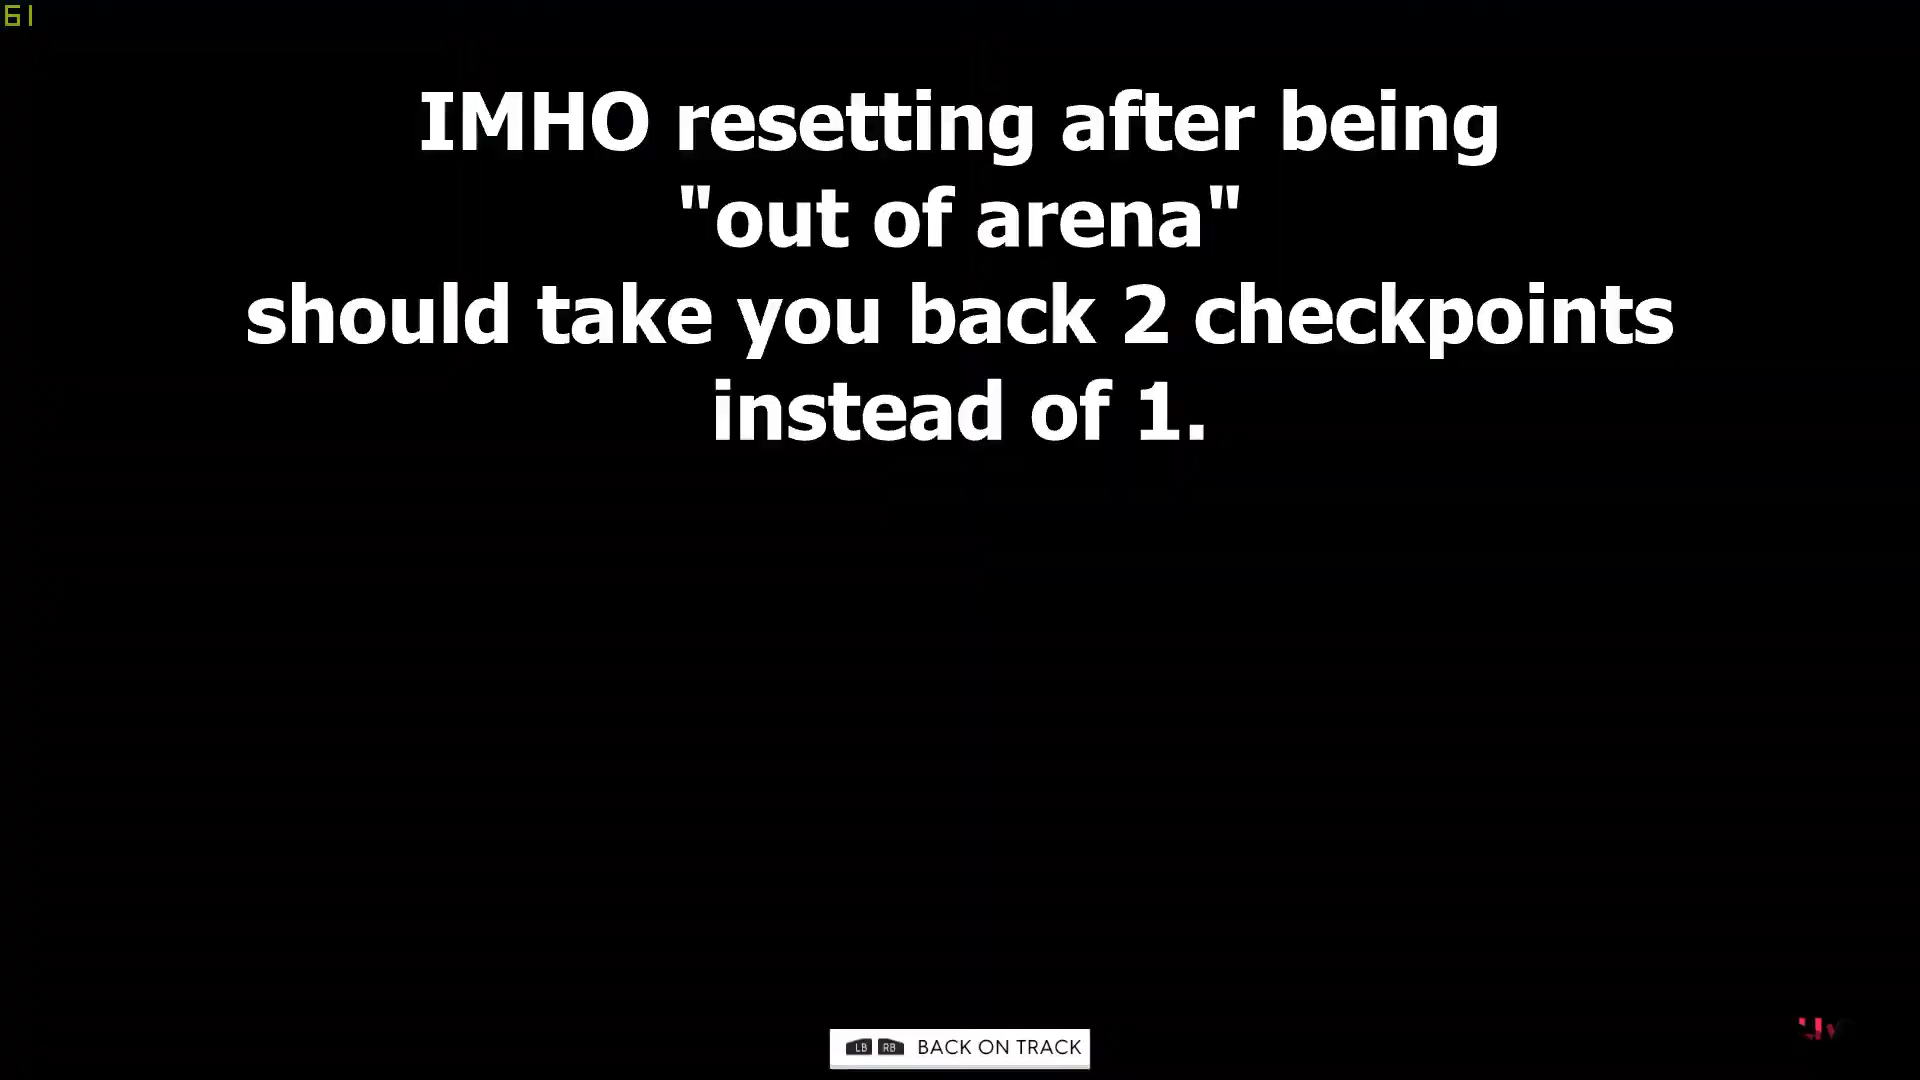 61
IMHO resetting after being
"out of arena"
should take you back 2 checkpoints
instead of 1.
LB RB BACK ON TRACK